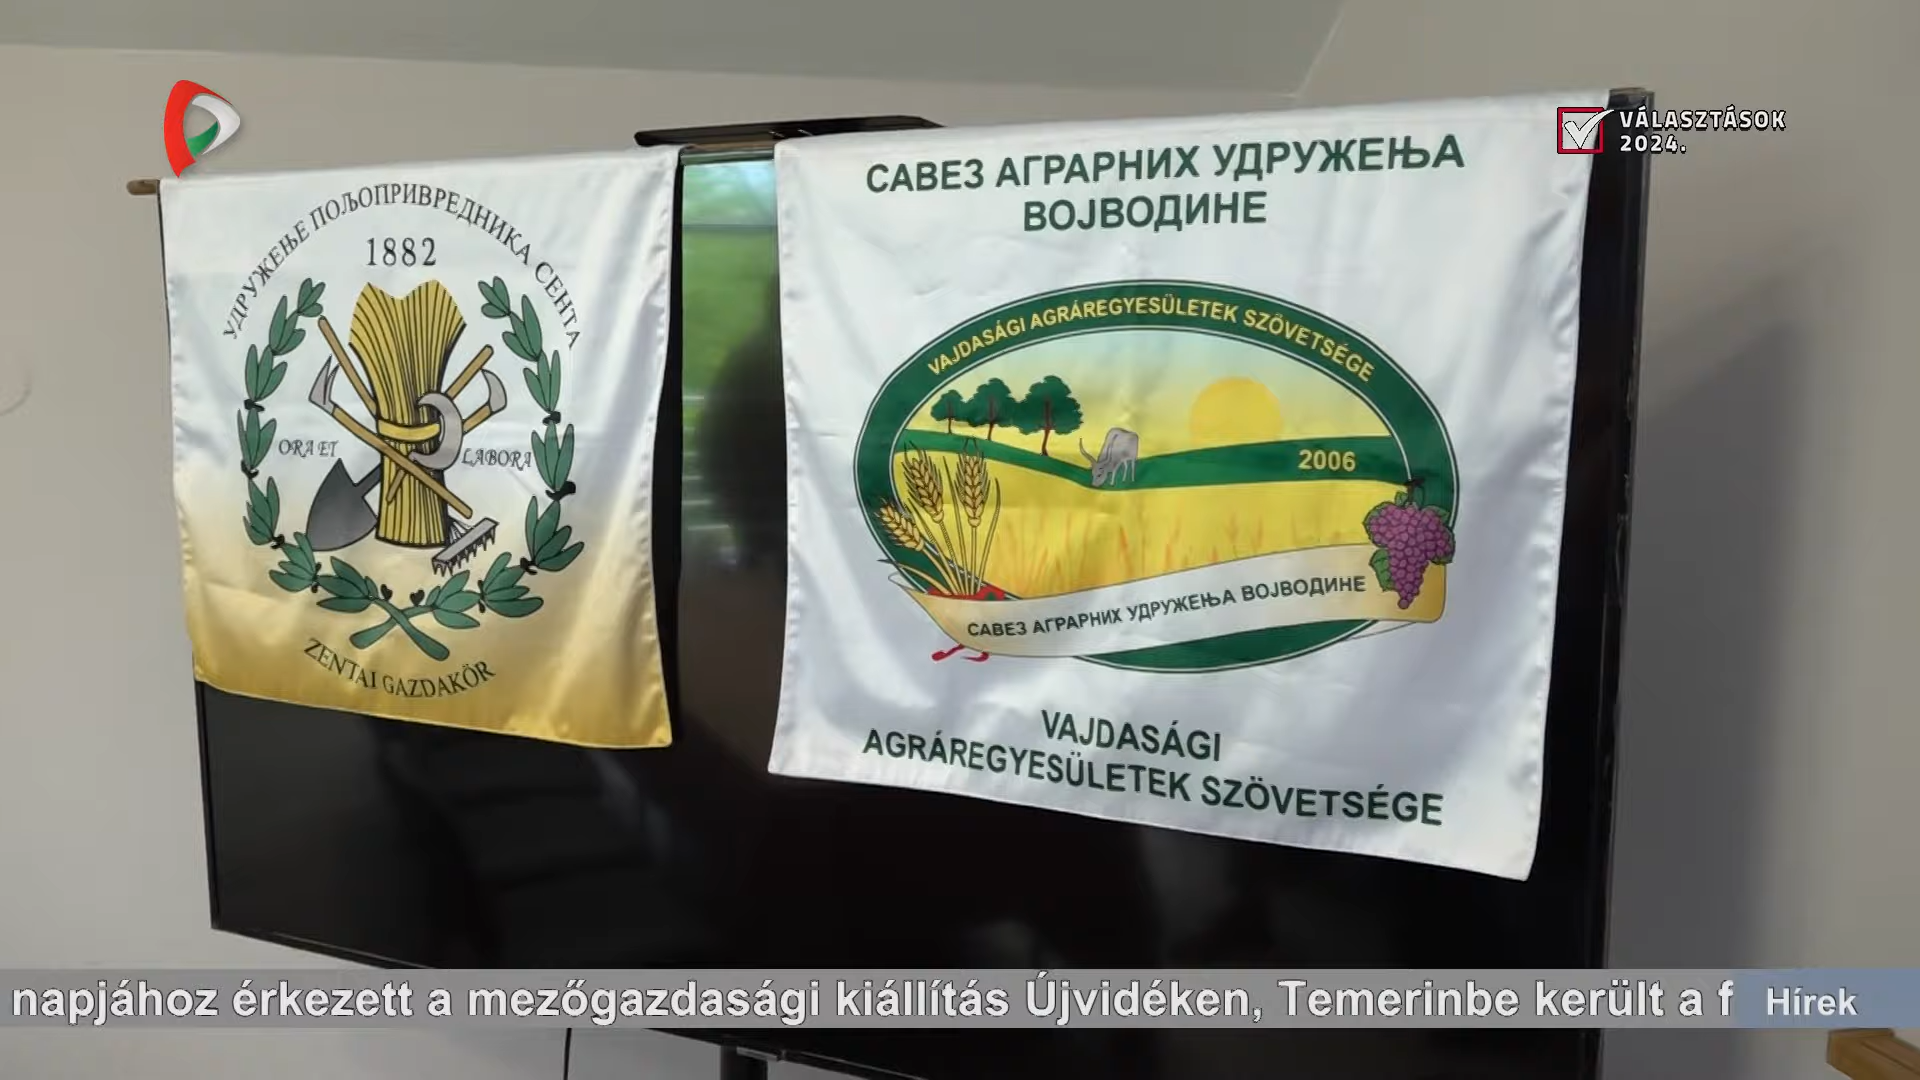 VÁLASZTÁSOK
2024.
УДРУЖЕЊЕ ПОЉОПРИВРЕДНИКА СЕНТА
1882
ORA ET LABORA
ZENTAI GAZDAKÖR
САВЕЗ АГРАРНИХ УДРУЖЕЊА
ВОЈВОДИНЕ
VAJDASÁGI AGRÁREGYESÜLETEK SZÖVETSÉGE
2006
САВЕЗ АГРАРНИХ УДРУЖЕЊА ВОЈВОДИНЕ
VAJDASÁGI
AGRÁREGYESÜLETEK SZÖVETSÉGE
napjához érkezett a mezőgazdasági kiállítás Újvidéken, Temerinbe került a f
Hírek